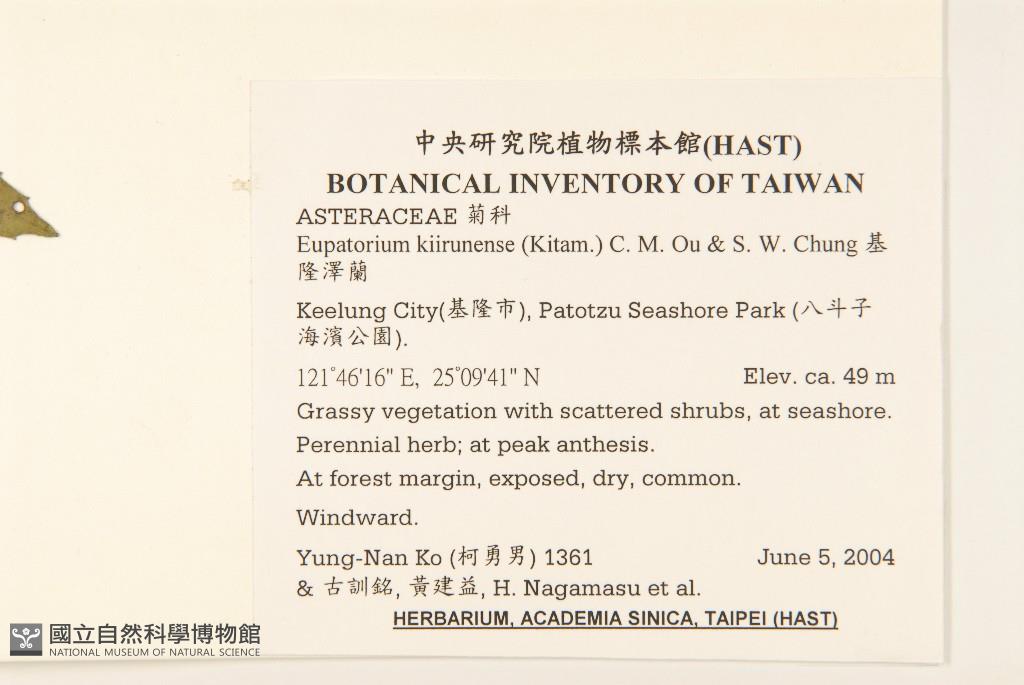 中央研究院植物標本館(HAST)
BOTANICAL INVENTORY OF TAIWAN
ASTERACEAE 菊科
Eupatorium kiirunense (Kitam.) C. M. Ou & S. W. Chung 基
隆澤蘭
Keelung City(基隆市), Patotzu Seashore Park (八斗子
海濱公園).
121°46'16" E, 25°09'41" N Elev. ca. 49 m
Grassy vegetation with scattered shrubs, at seashore.
Perennial herb; at peak anthesis.
At forest margin, exposed, dry, common.
Windward.
Yung-Nan Ko (柯勇男) 1361 June 5, 2004
& 古訓銘, 黃建益, H. Nagamasu et al.
HERBARIUM, ACADEMIA SINICA, TAIPEI (HAST)
國立自然科學博物館
NATIONAL MUSEUM OF NATURAL SCIENCE